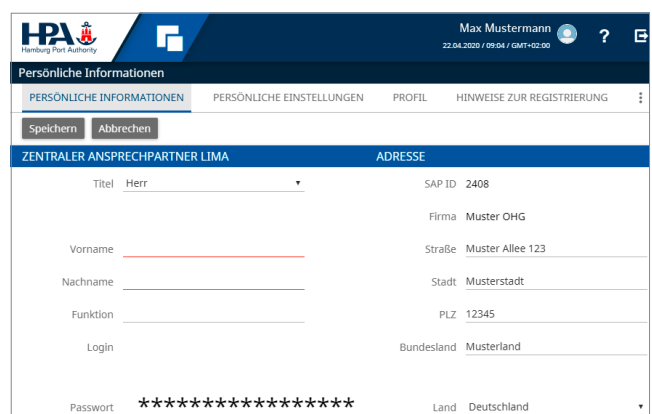 HPA
Hamburg Port Authority
Max Mustermann
22.04.2020 / 09:04 / GMT+02:00
?
Persönliche Informationen
PERSÖNLICHE INFORMATIONEN PERSÖNLICHE EINSTELLUNGEN PROFIL HINWEISE ZUR REGISTRIERUNG
Speichern Abbrechen
ZENTRALER ANSPRECHPARTNER LIMA ADRESSE
Titel Herr SAP ID 2408
Firma Muster OHG
Vorname Straße Muster Allee 123
Nachname Stadt Musterstadt
Funktion PLZ 12345
Login Bundesland Musterland
Passwort ***************** Land Deutschland